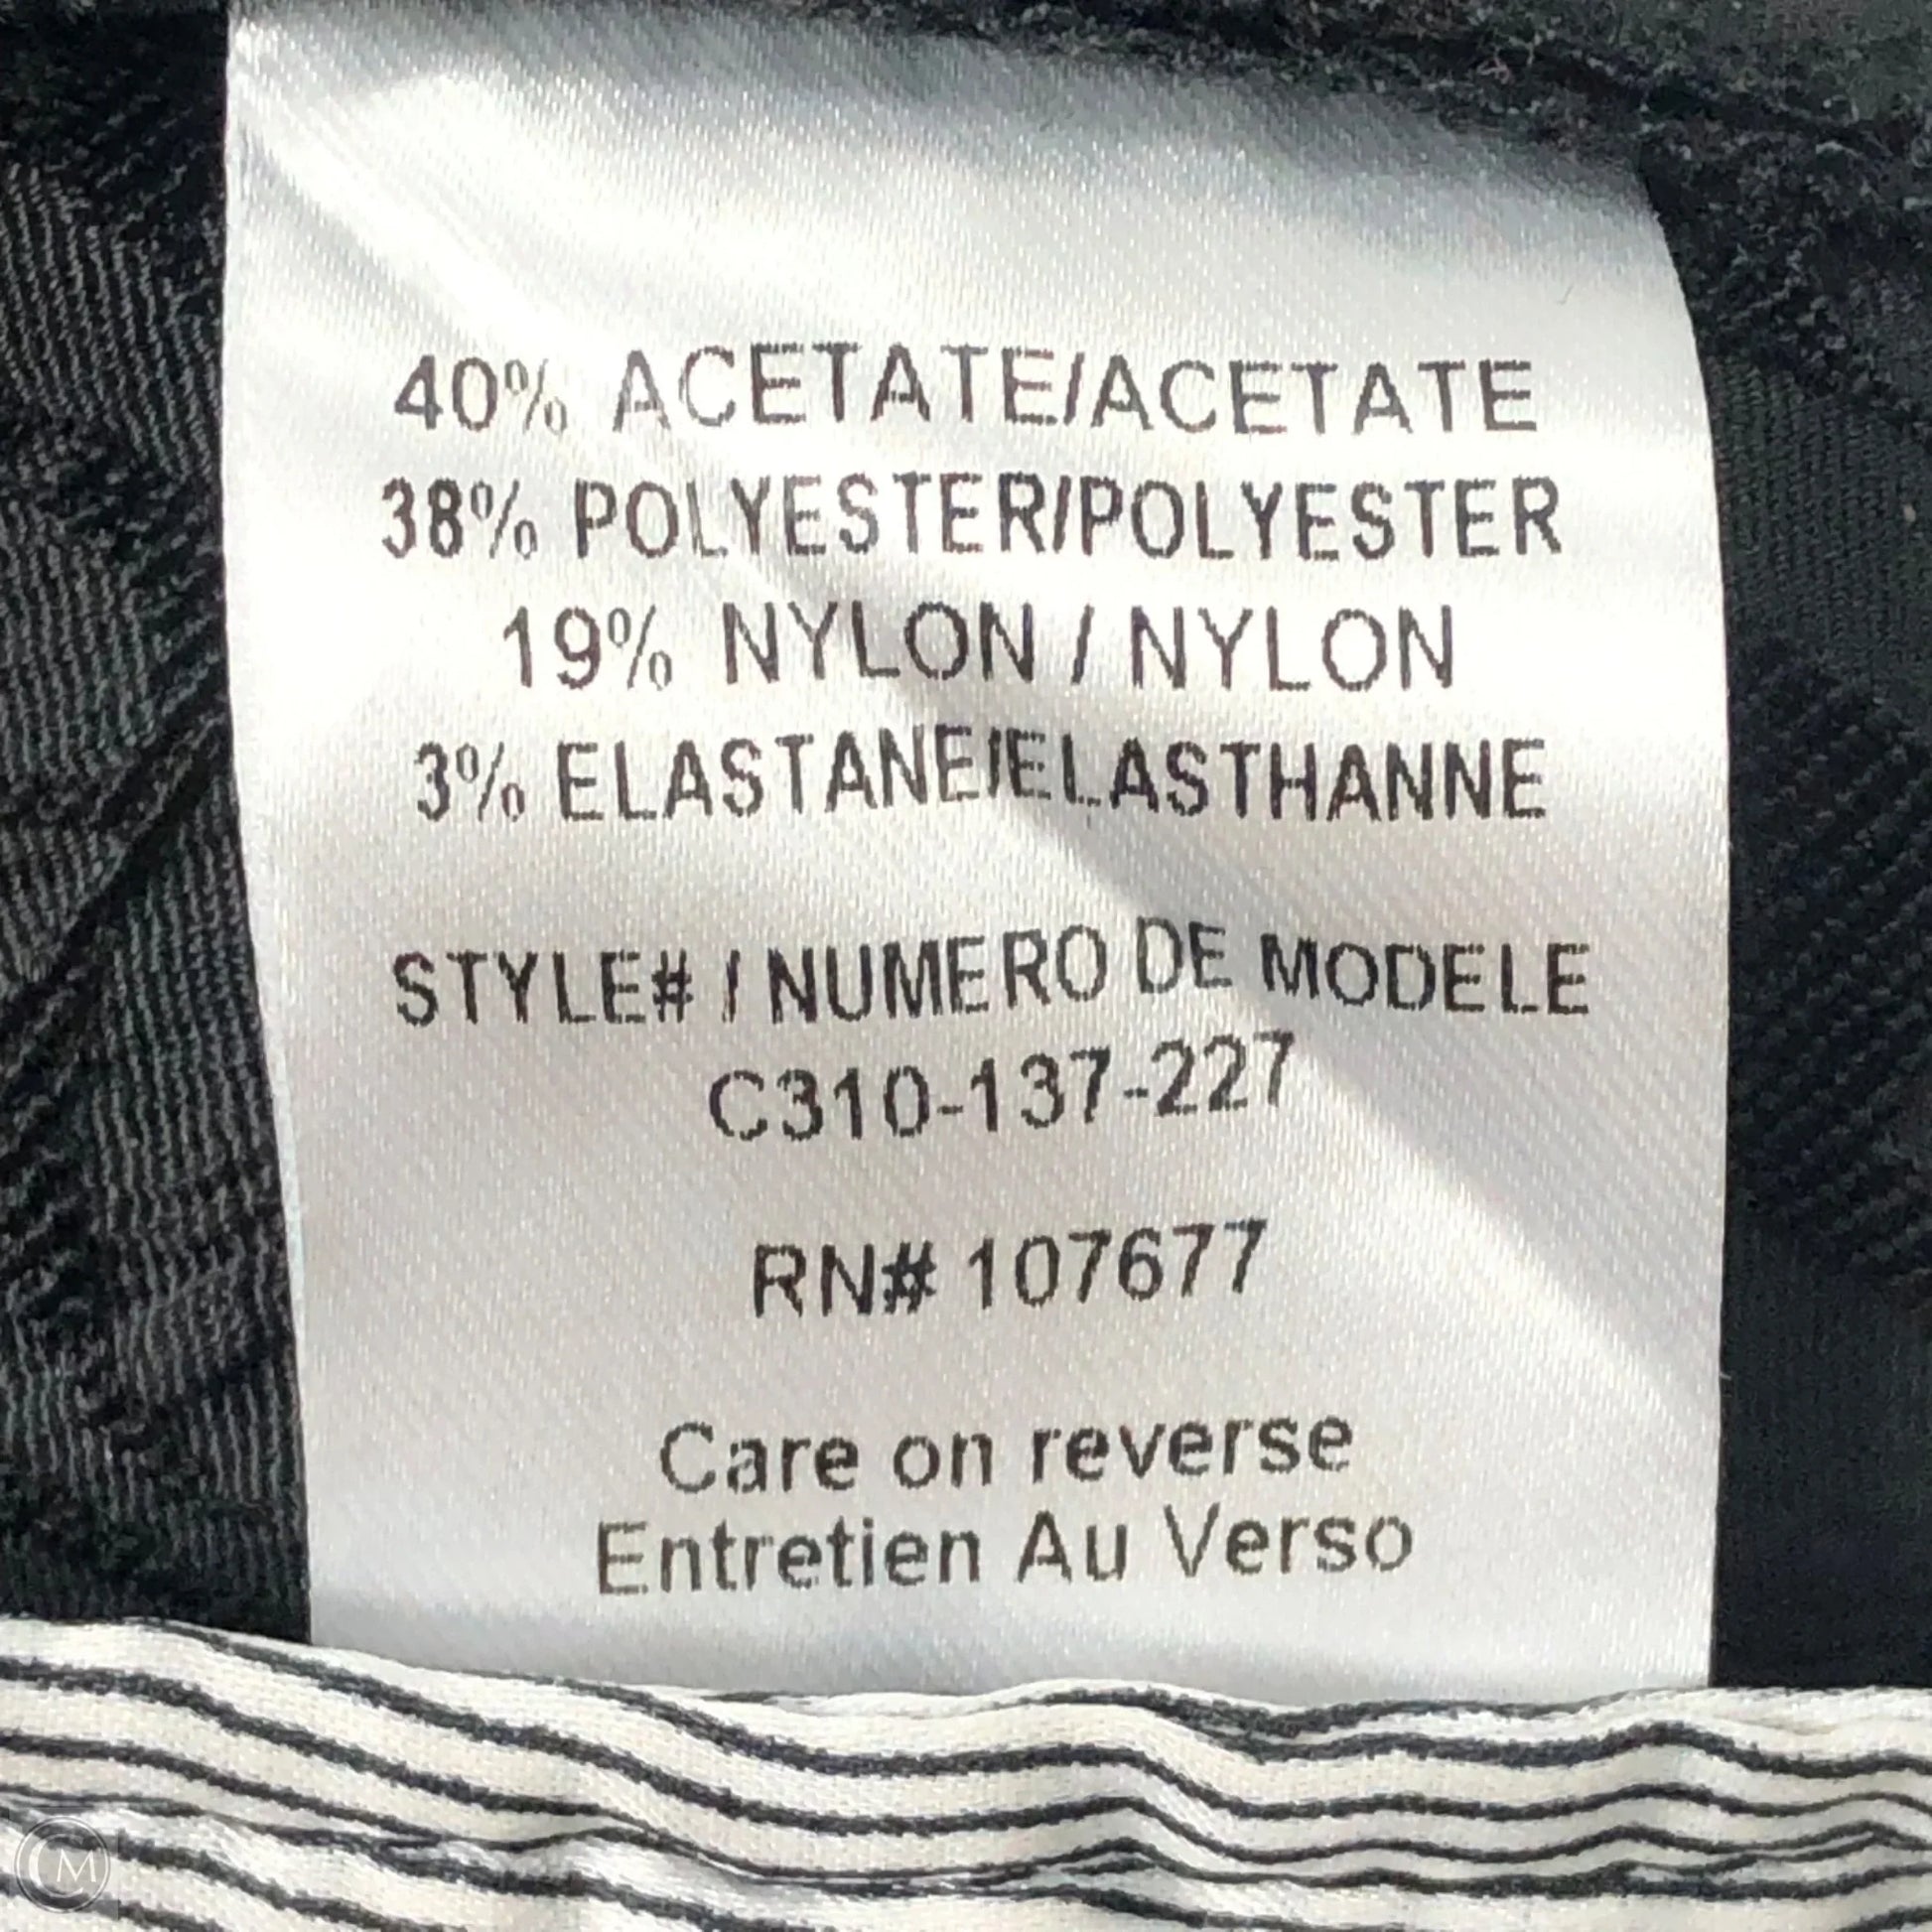 40% ACETATE/ACETATE
38% POLYESTER/POLYESTER
19% NYLON / NYLON
3% ELASTANE/ELASTHANNE
STYLE# / NUMERO DE MODELE
C310-137-227
RN# 107677
Care on reverse
Entretien Au Verso
CM